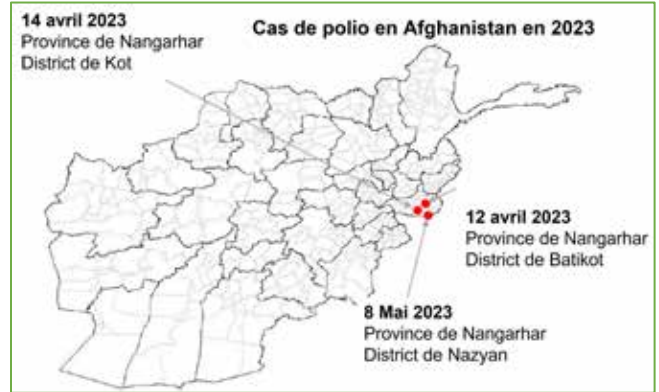 14 avril 2023
Province de Nangarhar
District de Kot
Cas de polio en Afghanistan en 2023
12 avril 2023
Province de Nangarhar
District de Batikot
8 Mai 2023
Province de Nangarhar
District de Nazyan